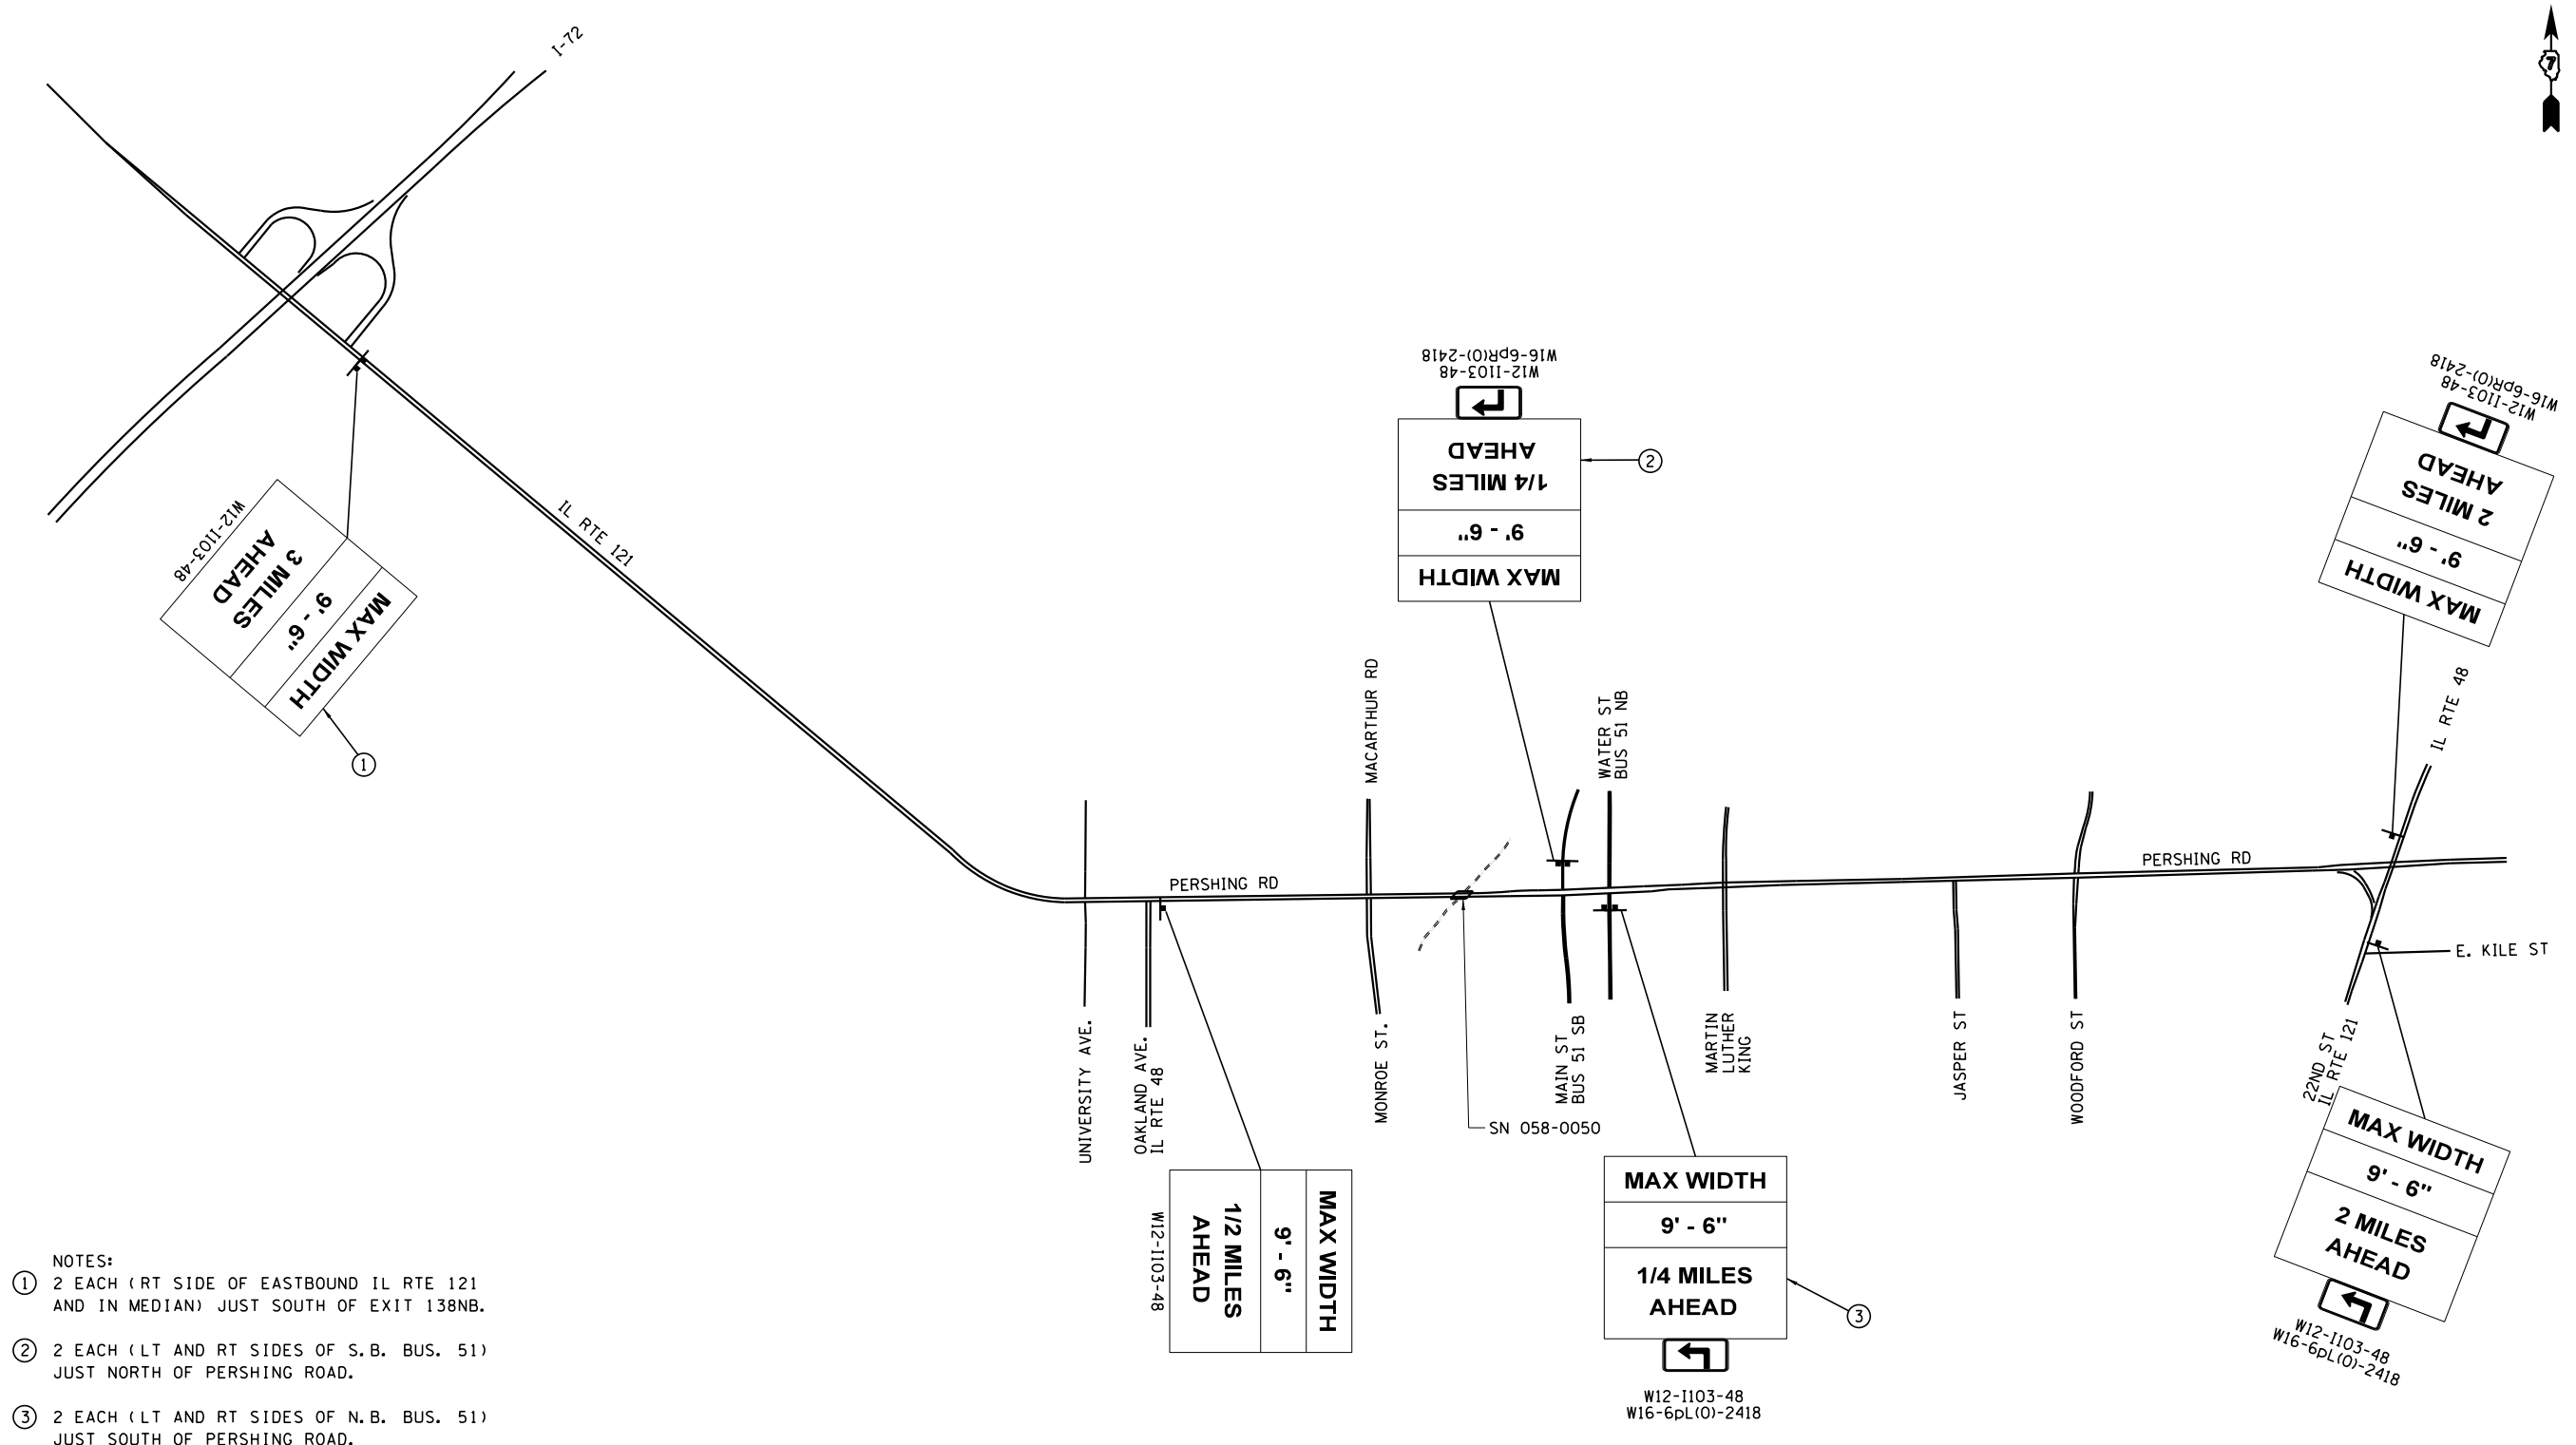 I-72
7
W16-6pR(O)-2418
W12-I103-48
AHEAD
1/4 MILES
9' - 6"
MAX WIDTH
2
W16-6pR(O)-2418
W12-I103-48
AHEAD
2 MILES
9' - 6"
MAX WIDTH
IL RTE 121
MAX WIDTH
9' - 6"
3 MILES
AHEAD
W12-I103-48
1
MACARTHUR RD
WATER ST
BUS 51 NB
IL RTE 48
PERSHING RD
PERSHING RD
E. KILE ST
UNIVERSITY AVE.
OAKLAND AVE.
IL RTE 48
MONROE ST.
SN 058-0050
MAIN ST
BUS 51 SB
MARTIN
LUTHER
KING
JASPER ST
WOODFORD ST
22ND ST
IL RTE 121
MAX WIDTH
9' - 6"
1/2 MILES
AHEAD
W12-I103-48
MAX WIDTH
9' - 6"
1/4 MILES
AHEAD
3
W12-I103-48
W16-6pL(O)-2418
MAX WIDTH
9' - 6"
2 MILES
AHEAD
W12-I103-48
W16-6pL(O)-2418
NOTES:
1 2 EACH (RT SIDE OF EASTBOUND IL RTE 121
AND IN MEDIAN) JUST SOUTH OF EXIT 138NB.
2 2 EACH (LT AND RT SIDES OF S.B. BUS. 51)
JUST NORTH OF PERSHING ROAD.
3 2 EACH (LT AND RT SIDES OF N.B. BUS. 51)
JUST SOUTH OF PERSHING ROAD.